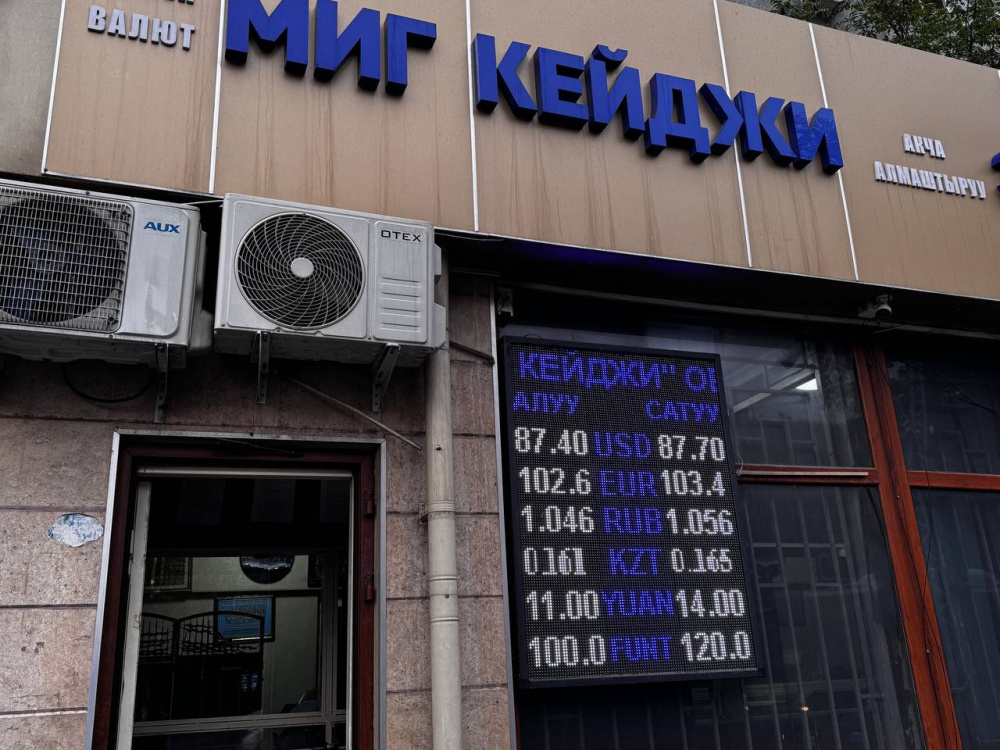 ВАЛЮТ
МИГ КЕЙДЖИ
АКЧА
АЛМАШТЫРУУ
AUX
OTEX
КЕЙДЖИ"
АЛУУ САТУУ
87.40 USD 87.70
102.6 EUR 103.4
1.046 RUB 1.056
0.161 KZT 0.165
11.00 YUAN 14.00
100.0 FUNT 120.0